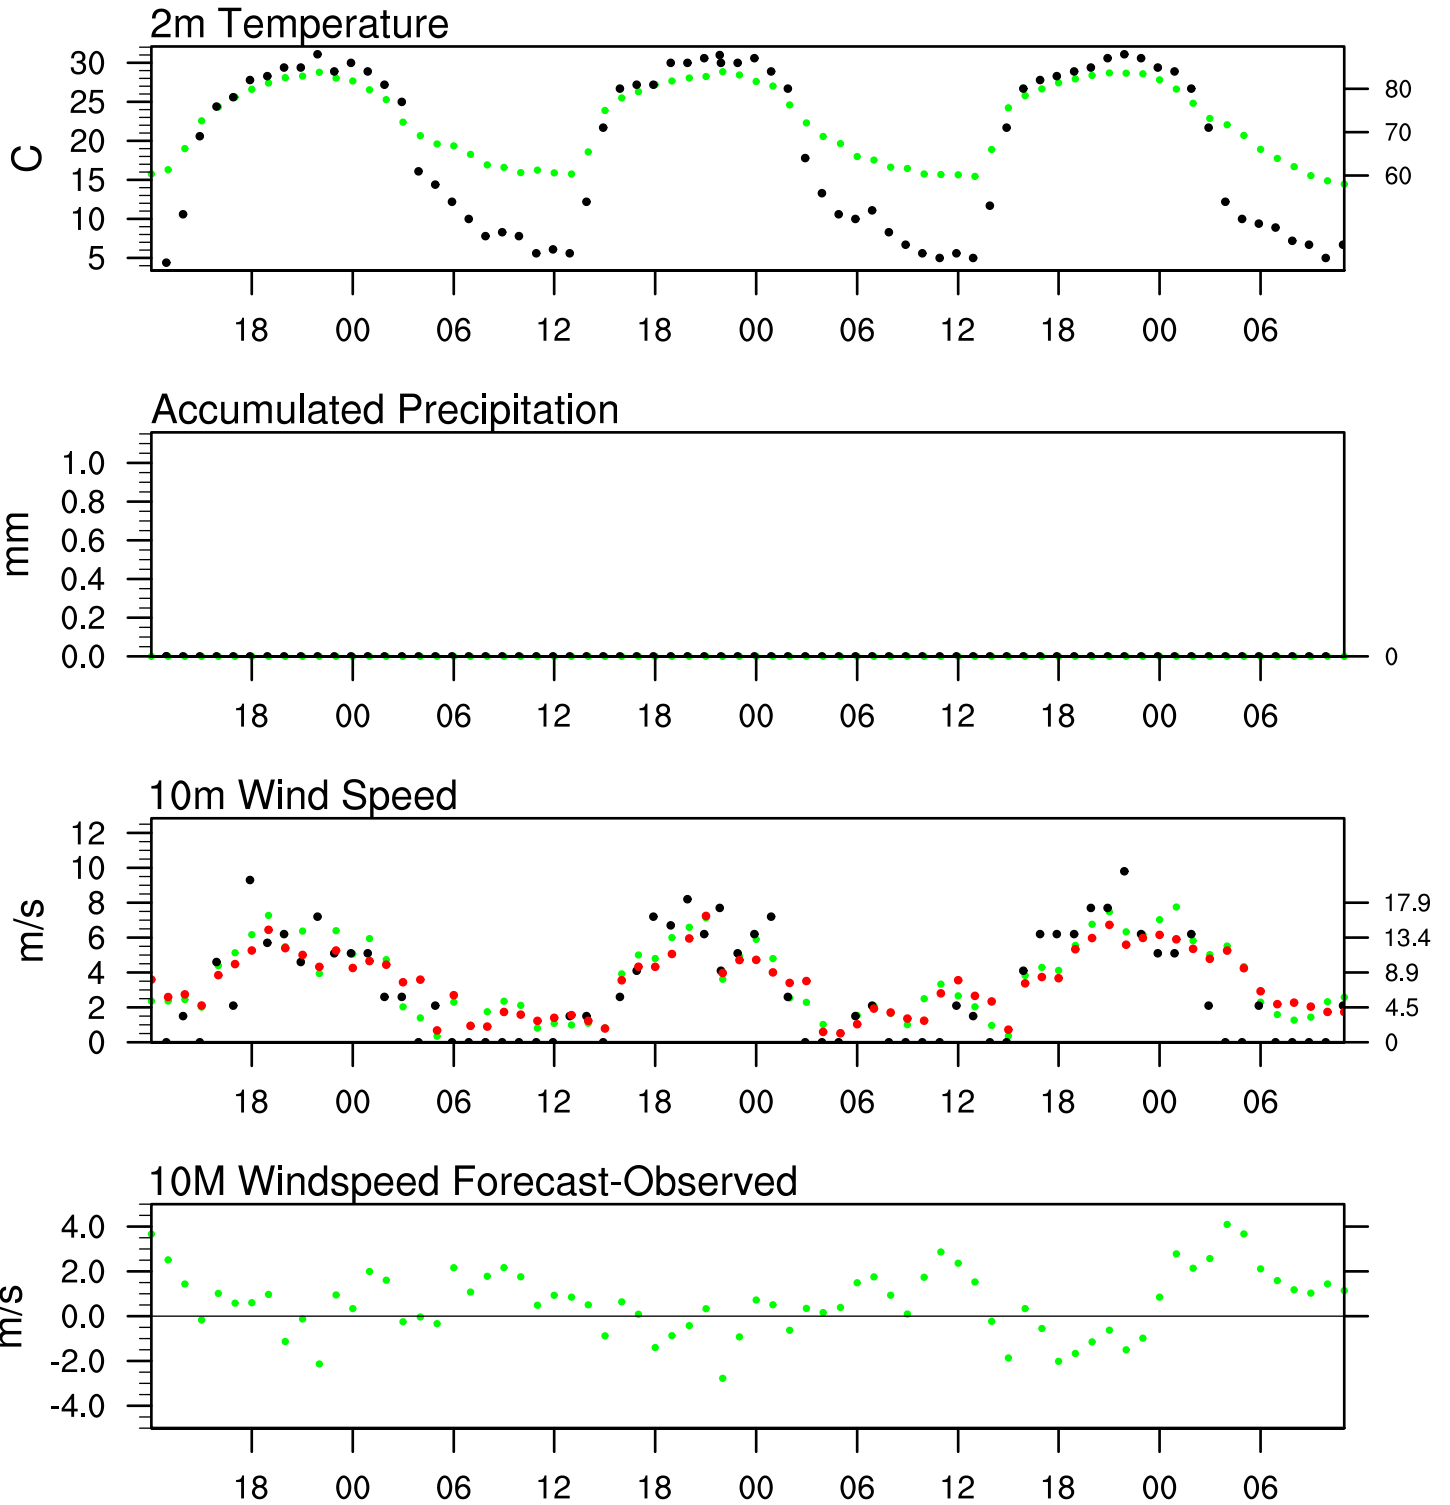 2m Temperature
30
25
20
15
10
5
C
80
70
60
18 00 06 12 18 00 06 12 18 00 06
Accumulated Precipitation
1.0
0.8
0.6
0.4
0.2
0.0
mm
0
18 00 06 12 18 00 06 12 18 00 06
10m Wind Speed
12
10
8
6
4
2
0
m/s
17.9
13.4
8.9
4.5
0
18 00 06 12 18 00 06 12 18 00 06
10M Windspeed Forecast-Observed
4.0
2.0
0.0
-2.0
-4.0
m/s
18 00 06 12 18 00 06 12 18 00 06